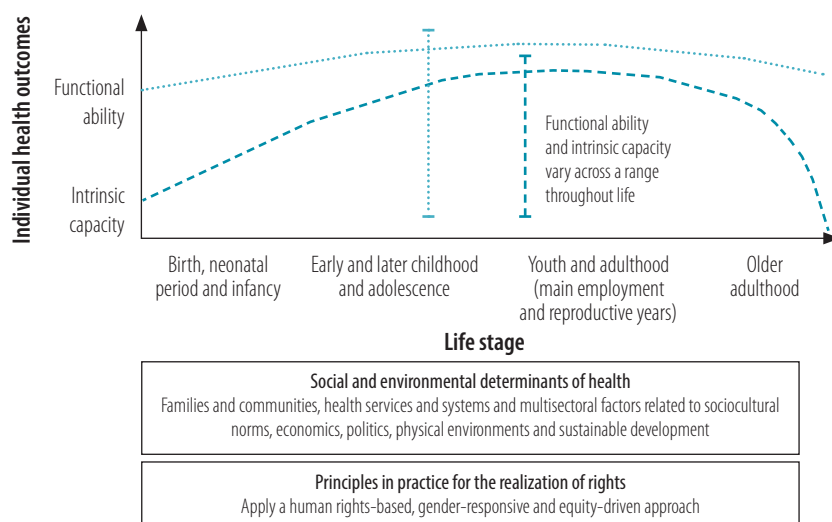 Individual health outcomes
Functional
ability
Intrinsic
capacity
Functional ability
and intrinsic capacity
vary across a range
throughout life
Birth, neonatal
period and infancy
Early and later childhood
and adolescence
Youth and adulthood
(main employment
and reproductive years)
Older
adulthood
Life stage
Social and environmental determinants of health
Families and communities, health services and systems and multisectoral factors related to sociocultural
norms, economics, politics, physical environments and sustainable development
Principles in practice for the realization of rights
Apply a human rights-based, gender-responsive and equity-driven approach